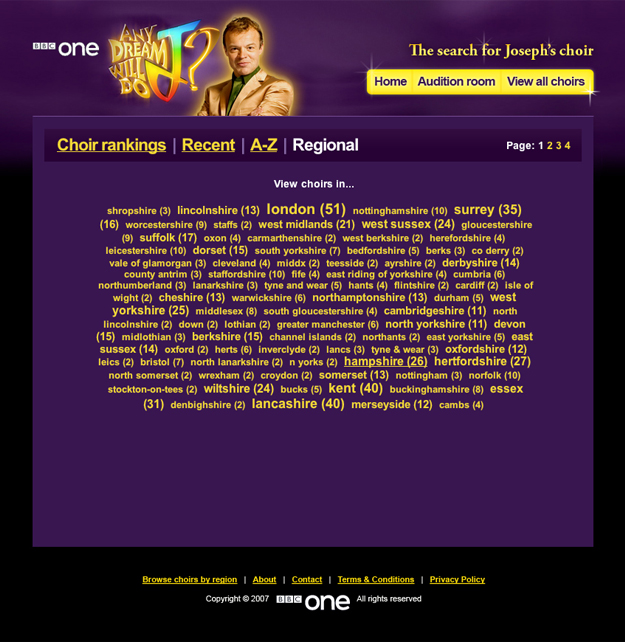 BBC one
ANY DREAM WILL DO J?
The search for Joseph's choir
Home Audition room View all choirs
Choir rankings | Recent | A-Z | Regional
Page: 1 2 3 4
View choirs in...
shropshire (3) lincolnshire (13) london (51) nottinghamshire (10) surrey (35)
(16) worcestershire (9) staffs (2) west midlands (21) west sussex (24) gloucestershire
(9) suffolk (17) oxon (4) carmarthenshire (2) west berkshire (2) herefordshire (4)
leicestershire (10) dorset (15) south yorkshire (7) bedfordshire (5) berks (3) co derry (2)
vale of glamorgan (3) cleveland (4) middx (2) teesside (2) ayrshire (2) derbyshire (14)
county antrim (3) staffordshire (10) fife (4) east riding of yorkshire (4) cumbria (6)
northumberland (3) lanarkshire (3) tyne and wear (5) hants (4) flintshire (2) cardiff (2) isle of
wight (2) cheshire (13) warwickshire (6) northamptonshire (13) durham (5) west
yorkshire (25) middlesex (8) south gloucestershire (4) cambridgeshire (11) north
lincolnshire (2) down (2) lothian (2) greater manchester (6) north yorkshire (11) devon
(15) midlothian (3) berkshire (15) channel islands (2) northants (2) east yorkshire (5) east
sussex (14) oxford (2) herts (6) inverclyde (2) lancs (3) tyne & wear (3) oxfordshire (12)
leics (2) bristol (7) north lanarkshire (2) n yorks (2) hampshire (26) hertfordshire (27)
north somerset (2) wrexham (2) croydon (2) somerset (13) nottingham (3) norfolk (10)
stockton-on-tees (2) wiltshire (24) bucks (5) kent (40) buckinghamshire (8) essex
(31) denbighshire (2) lancashire (40) merseyside (12) cambs (4)
Browse choirs by region | About | Contact | Terms & Conditions | Privacy Policy
Copyright © 2007 BBC one All rights reserved